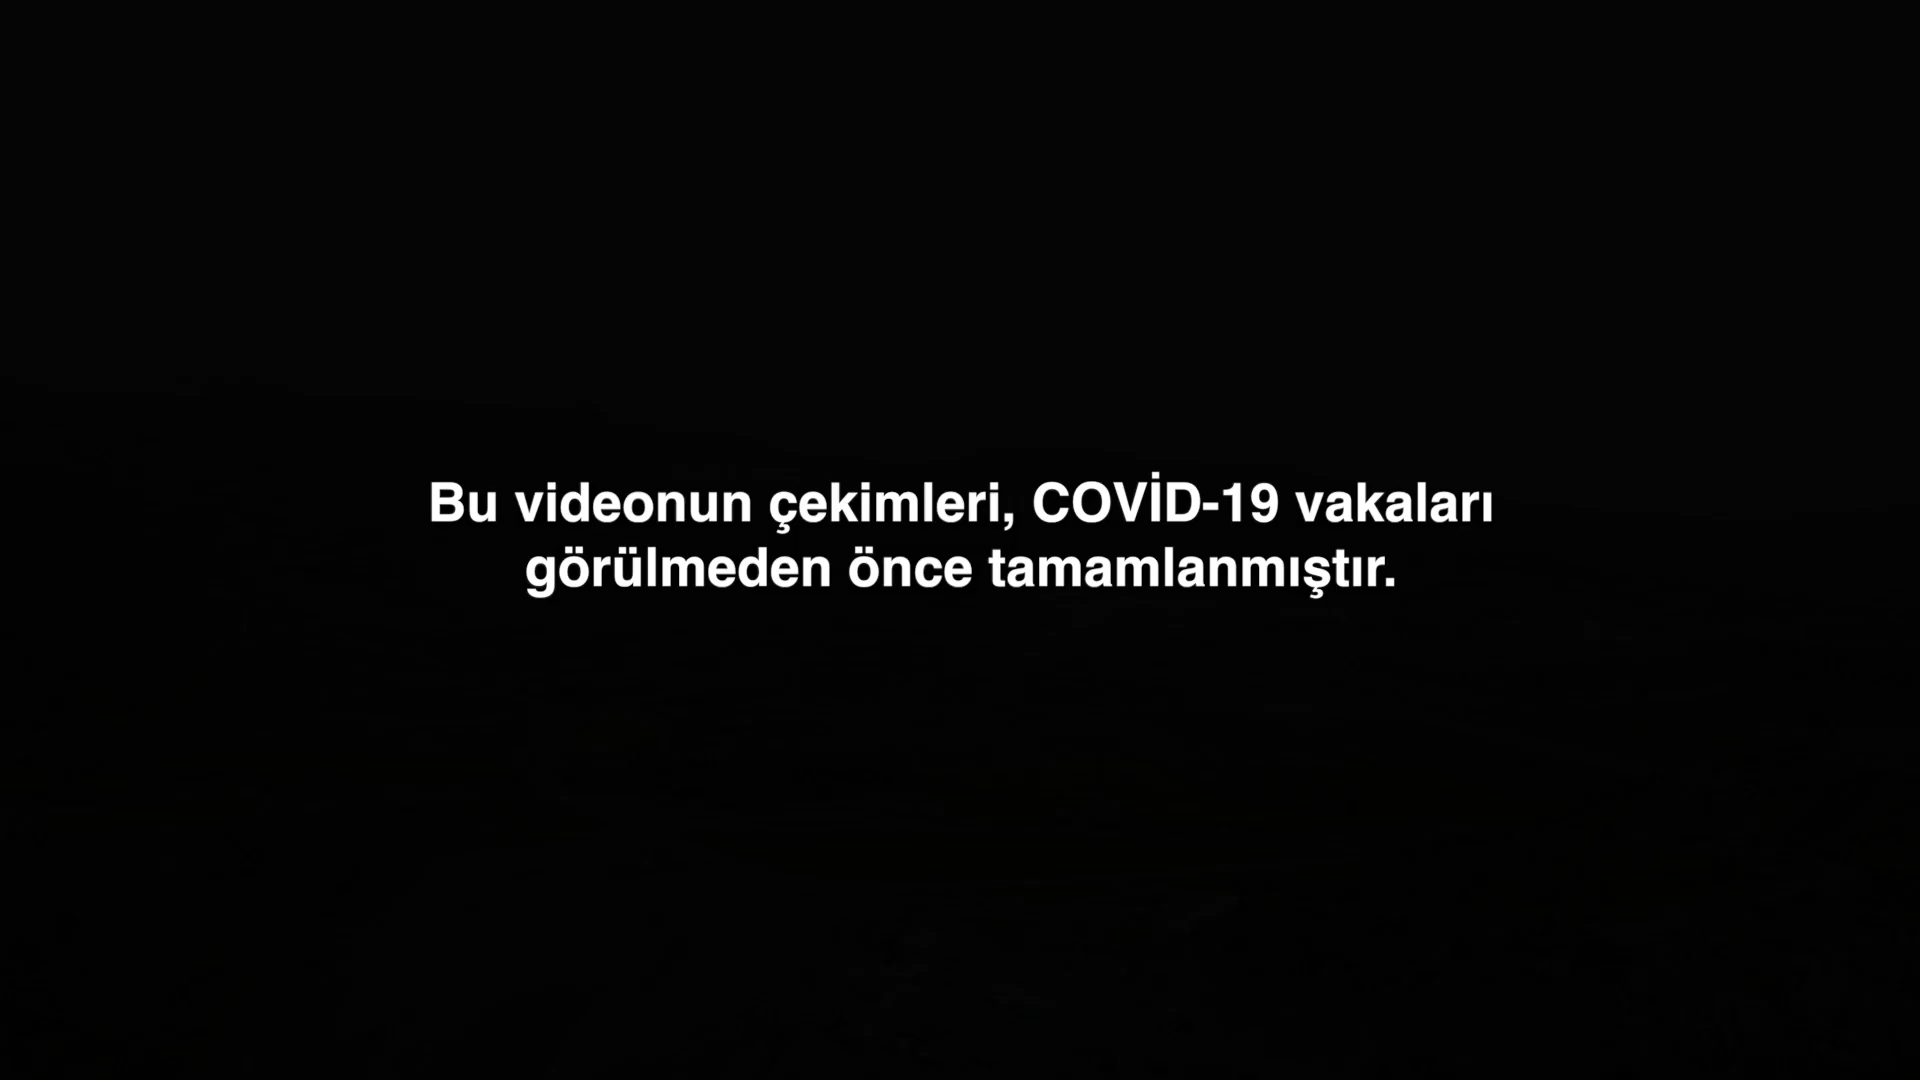 Bu videonun çekimleri, COVİD-19 vakaları
görülmeden önce tamamlanmıştır.